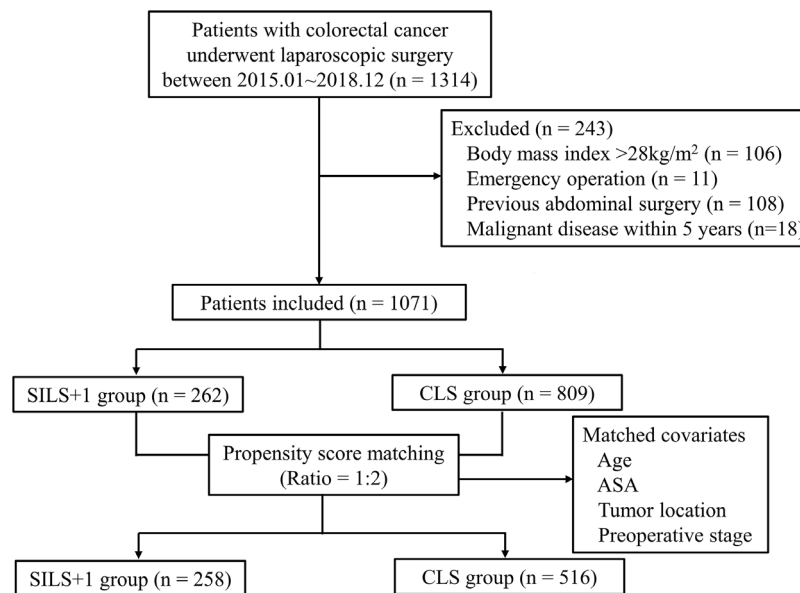 Patients with colorectal cancer
underwent laparoscopic surgery
between 2015.01~2018.12 (n = 1314)
Excluded (n = 243)
Body mass index >28kg/m² (n = 106)
Emergency operation (n = 11)
Previous abdominal surgery (n = 108)
Malignant disease within 5 years (n=18)
Patients included (n = 1071)
SILS+1 group (n = 262)
CLS group (n = 809)
Propensity score matching
(Ratio = 1:2)
Matched covariates
Age
ASA
Tumor location
Preoperative stage
SILS+1 group (n = 258)
CLS group (n = 516)